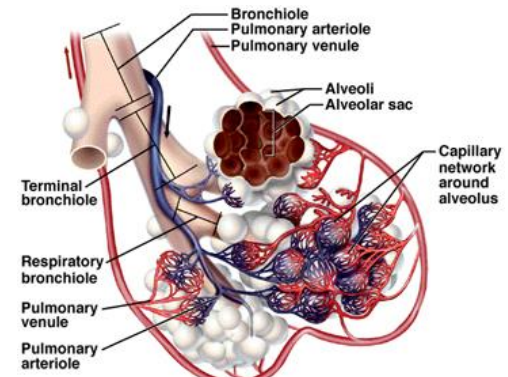 Bronchiole
Pulmonary arteriole
Pulmonary venule
Alveoli
Alveolar sac
Capillary
network
around
alveolus
Terminal
bronchiole
Respiratory
bronchiole
Pulmonary
venule
Pulmonary
arteriole